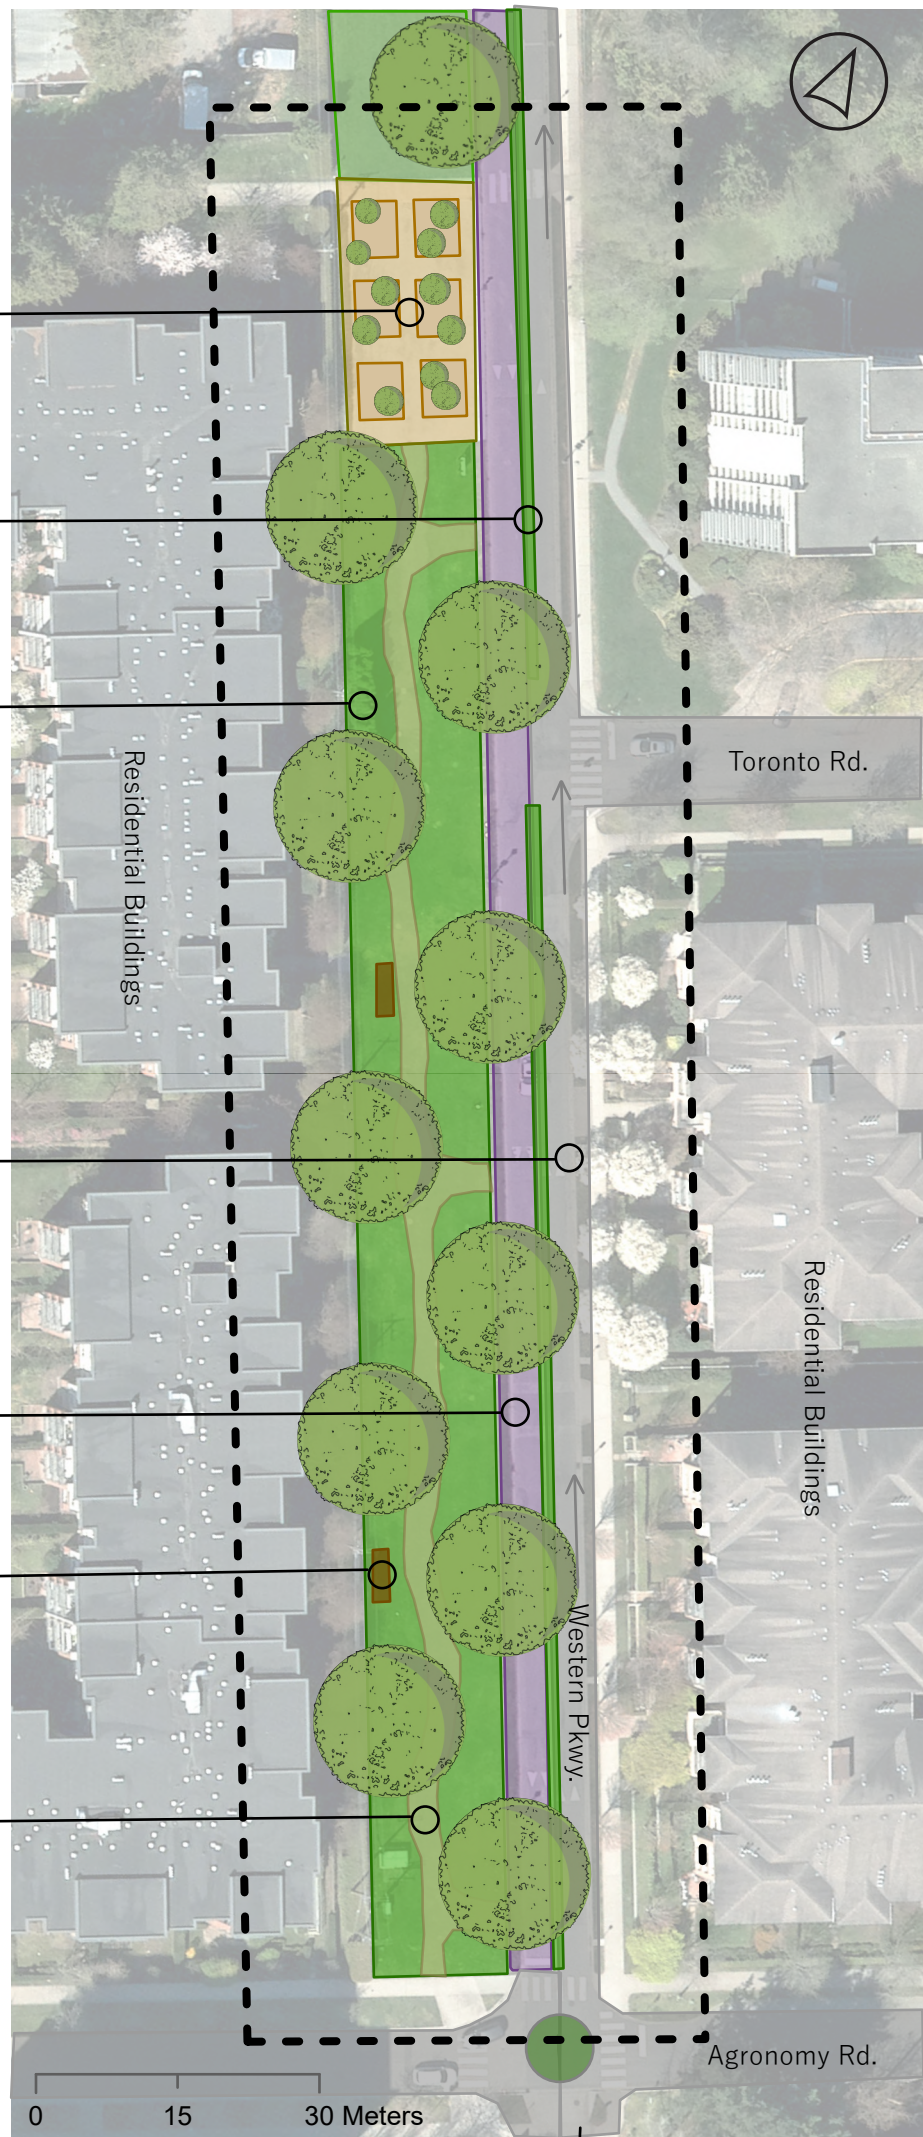 Toronto Rd.
Residential Buildings
Residential Buildings
Western Pkwy.
Agronomy Rd.
0 15 30 Meters